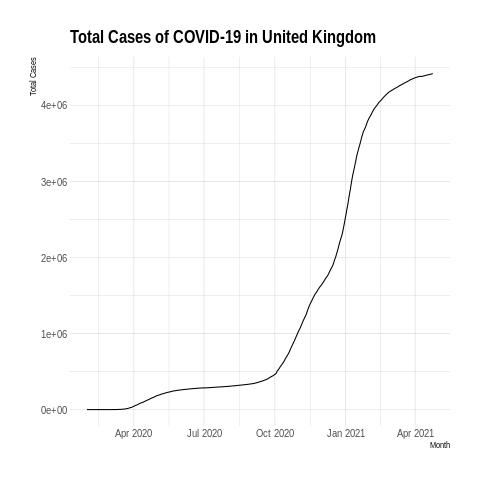 Total Cases of COVID-19 in United Kingdom
Total Cases
4e+06
3e+06
2e+06
1e+06
0e+00
Apr 2020 Jul 2020 Oct 2020 Jan 2021 Apr 2021
Month